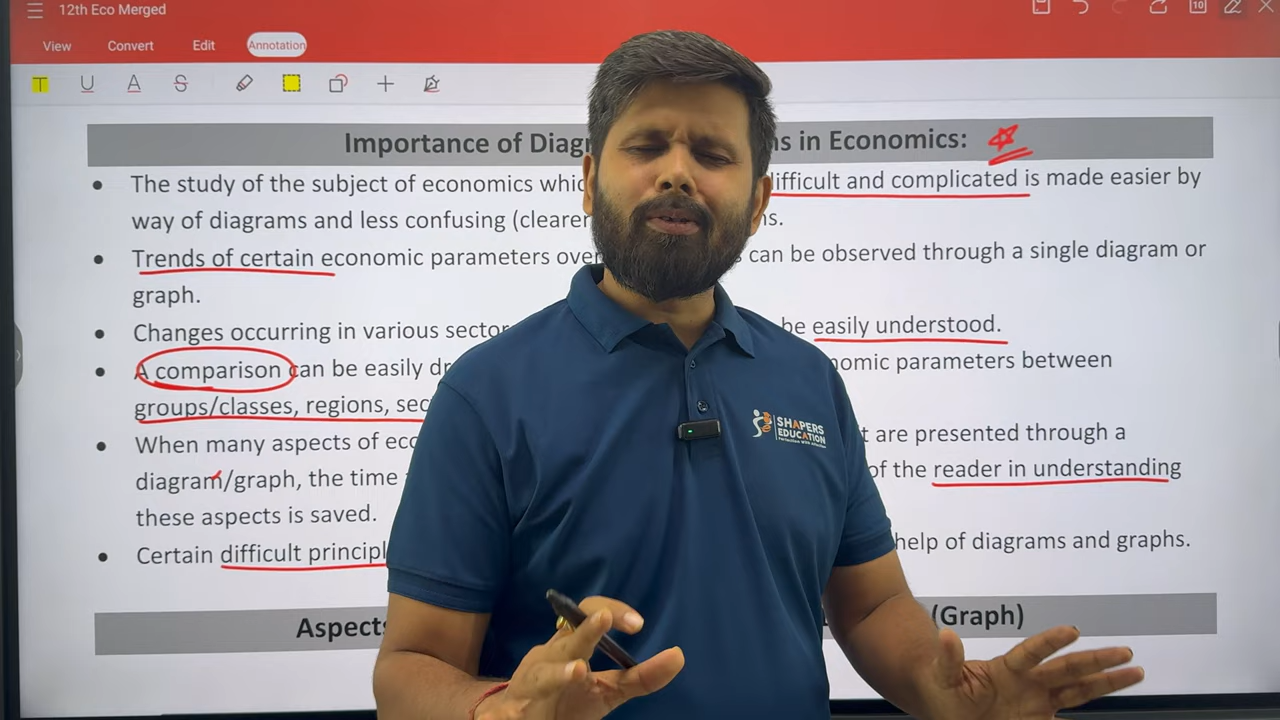 12th Eco Merged
10
View Convert Edit Annotation
T U A S
Importance of Diag s in Economics:
The study of the subject of economics whic difficult and complicated is made easier by
way of diagrams and less confusing (clearer ns.
Trends of certain economic parameters over can be observed through a single diagram or
graph.
Changes occurring in various sector be easily understood.
A comparison can be easily dr nomic parameters between
groups/classes, regions, sec
When many aspects of eco t are presented through a
diagram/graph, the time of the reader in understanding
these aspects is saved.
Certain difficult principl help of diagrams and graphs.
Aspects (Graph)
SHAPERS
EDUCATION